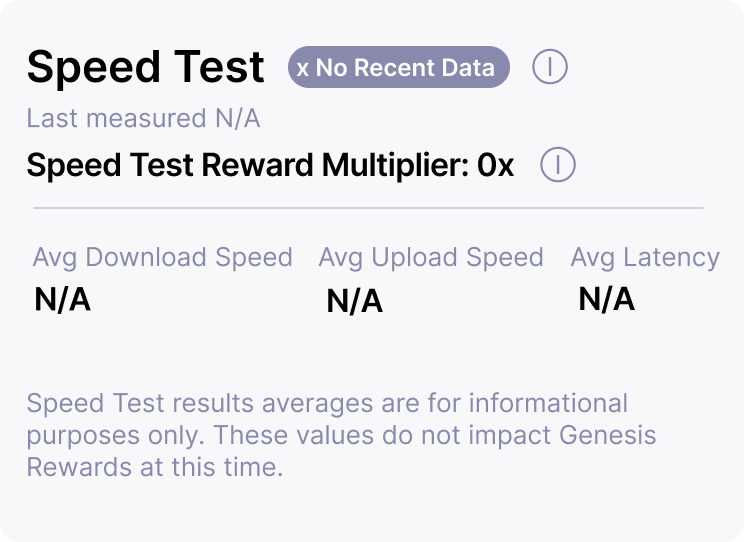 Speed Test x No Recent Data
Last measured N/A
Speed Test Reward Multiplier: 0x
Avg Download Speed Avg Upload Speed Avg Latency
N/A N/A N/A
Speed Test results averages are for informational
purposes only. These values do not impact Genesis
Rewards at this time.